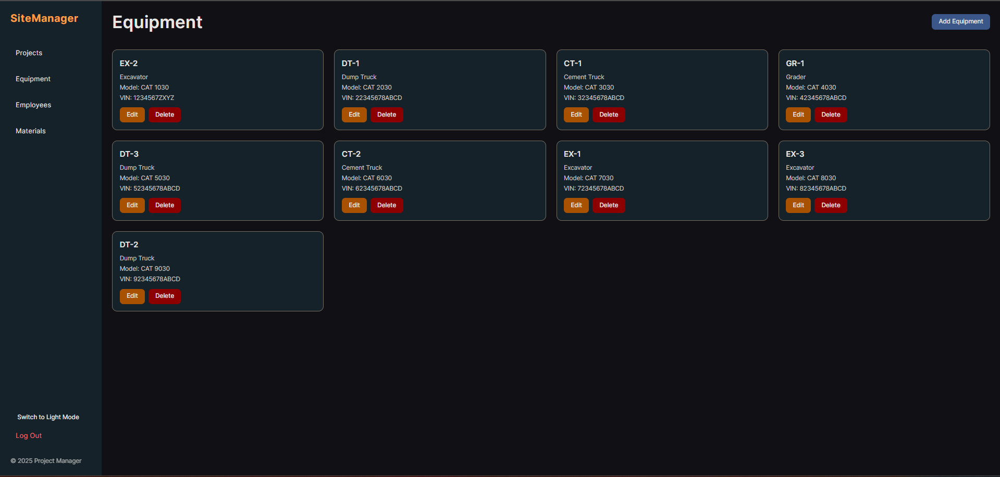 SiteManager
Projects
Equipment
Employees
Materials
Switch to Light Mode
Log Out
© 2025 Project Manager
Equipment
Add Equipment
EX-2
Excavator
Model: CAT 1030
VIN: 1234567ZXYZ
Edit Delete
DT-1
Dump Truck
Model: CAT 2030
VIN: 22345678ABCD
Edit Delete
CT-1
Cement Truck
Model: CAT 3030
VIN: 32345678ABCD
Edit Delete
GR-1
Grader
Model: CAT 4030
VIN: 42345678ABCD
Edit Delete
DT-3
Dump Truck
Model: CAT 5030
VIN: 52345678ABCD
Edit Delete
CT-2
Cement Truck
Model: CAT 6030
VIN: 62345678ABCD
Edit Delete
EX-1
Excavator
Model: CAT 7030
VIN: 72345678ABCD
Edit Delete
EX-3
Excavator
Model: CAT 8030
VIN: 82345678ABCD
Edit Delete
DT-2
Dump Truck
Model: CAT 9030
VIN: 92345678ABCD
Edit Delete